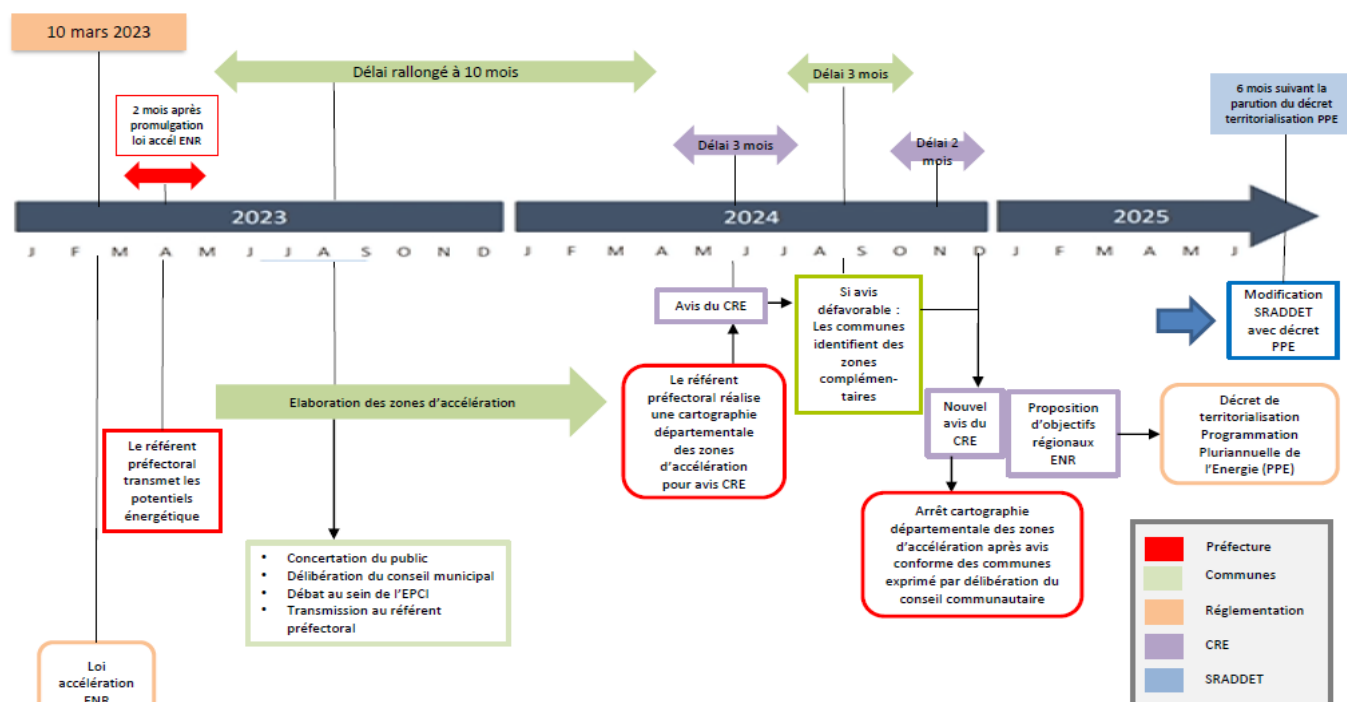 10 mars 2023
Délai rallongé à 10 mois
Délai 3 mois
6 mois suivant la
parution du décret
territorialisation PPE
2 mois après
promulgation
loi accél ENR
Délai 3 mois
Délai 2
mois
2023
2024
2025
J F M A M J J A S O N D J F M A M J J A S O N D J F M A M J
Avis du CRE
Si avis
défavorable :
Les communes
identifient des
zones
complémen-
taires
Modification
SRADDET
avec décret
PPE
Elaboration des zones d'accélération
Le référent
préfectoral réalise
une cartographie
départementale
des zones
d'accélération
pour avis CRE
Nouvel
avis du
CRE
Proposition
d'objectifs
régionaux
ENR
Décret de
territorialisation
Programmation
Pluriannuelle de
l'Energie (PPE)
Le référent
préfectoral
transmet les
potentiels
énergétique
Arrêt cartographie
départementale des zones
d'accélération après avis
conforme des communes
exprimé par délibération du
conseil communautaire
• Concertation du public
• Délibération du conseil municipal
• Débat au sein de l'EPCI
• Transmission au référent
préfectoral
Préfecture
Communes
Réglementation
CRE
SRADDET
Loi
accélération
ENR